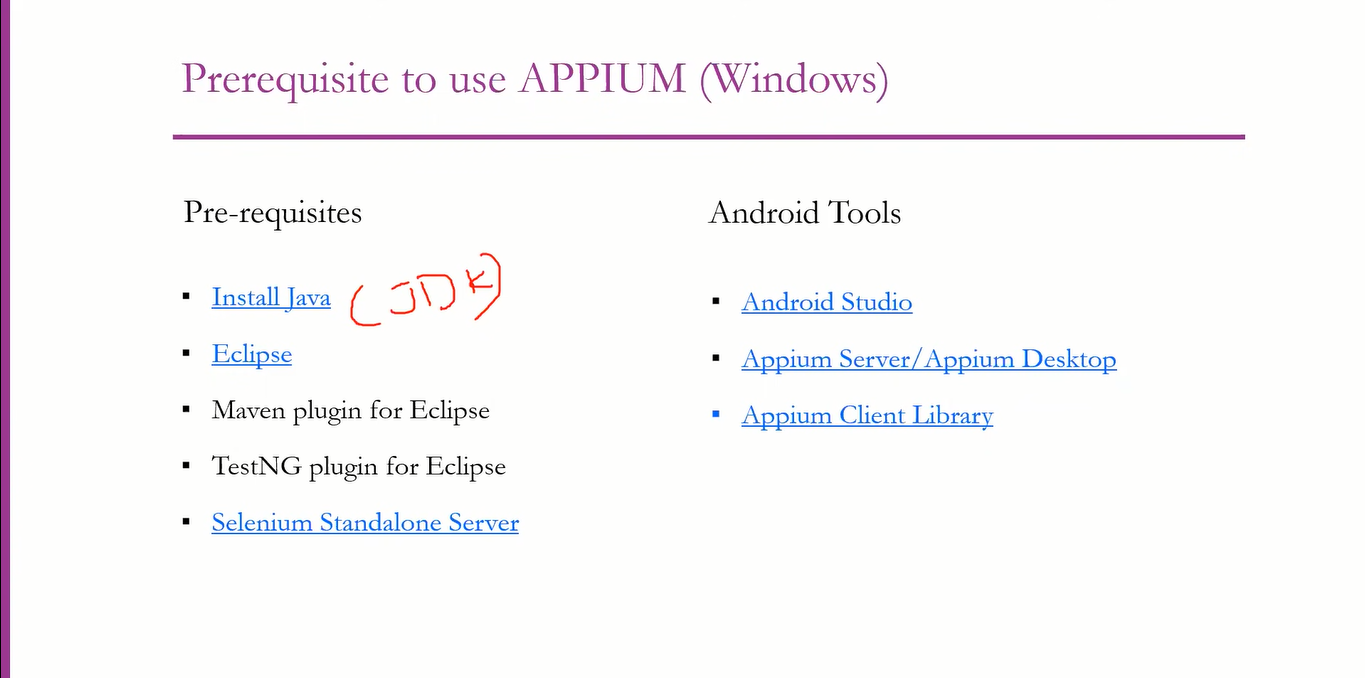 Prerequisite to use APPIUM (Windows)
Pre-requisites
Install Java (JDK)
Eclipse
Maven plugin for Eclipse
TestNG plugin for Eclipse
Selenium Standalone Server
Android Tools
Android Studio
Appium Server/Appium Desktop
Appium Client Library